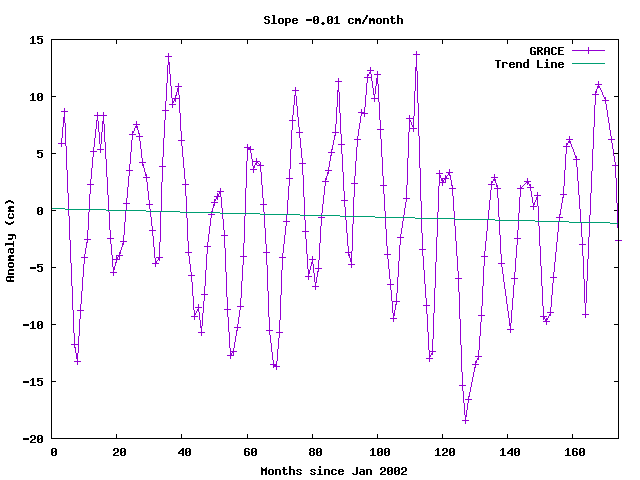 Slope -0.01 cm/month
GRACE
Trend Line
15
10
5
0
-5
-10
-15
-20
Anomaly (cm)
0 20 40 60 80 100 120 140 160
Months since Jan 2002